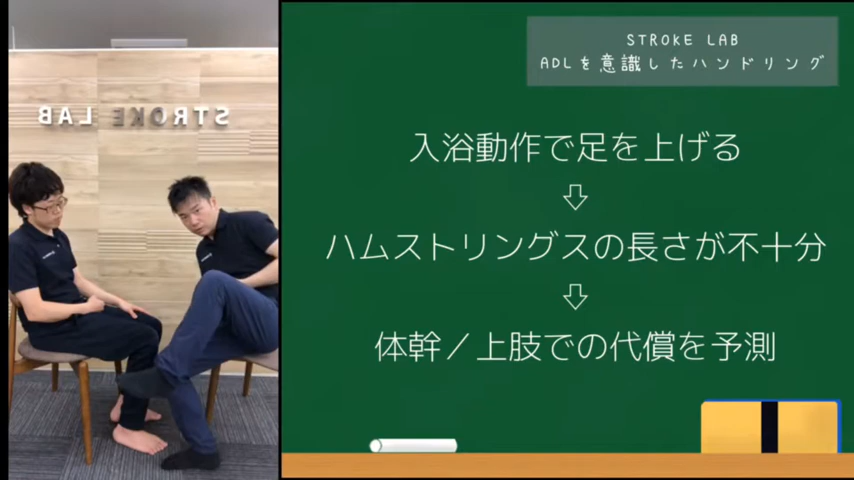 STROKE LAB
STROKE LAB
ADLを意識したハンドリング
入浴動作で足を上げる
⇩
ハムストリングスの長さが不十分
⇩
体幹/上肢での代償を予測